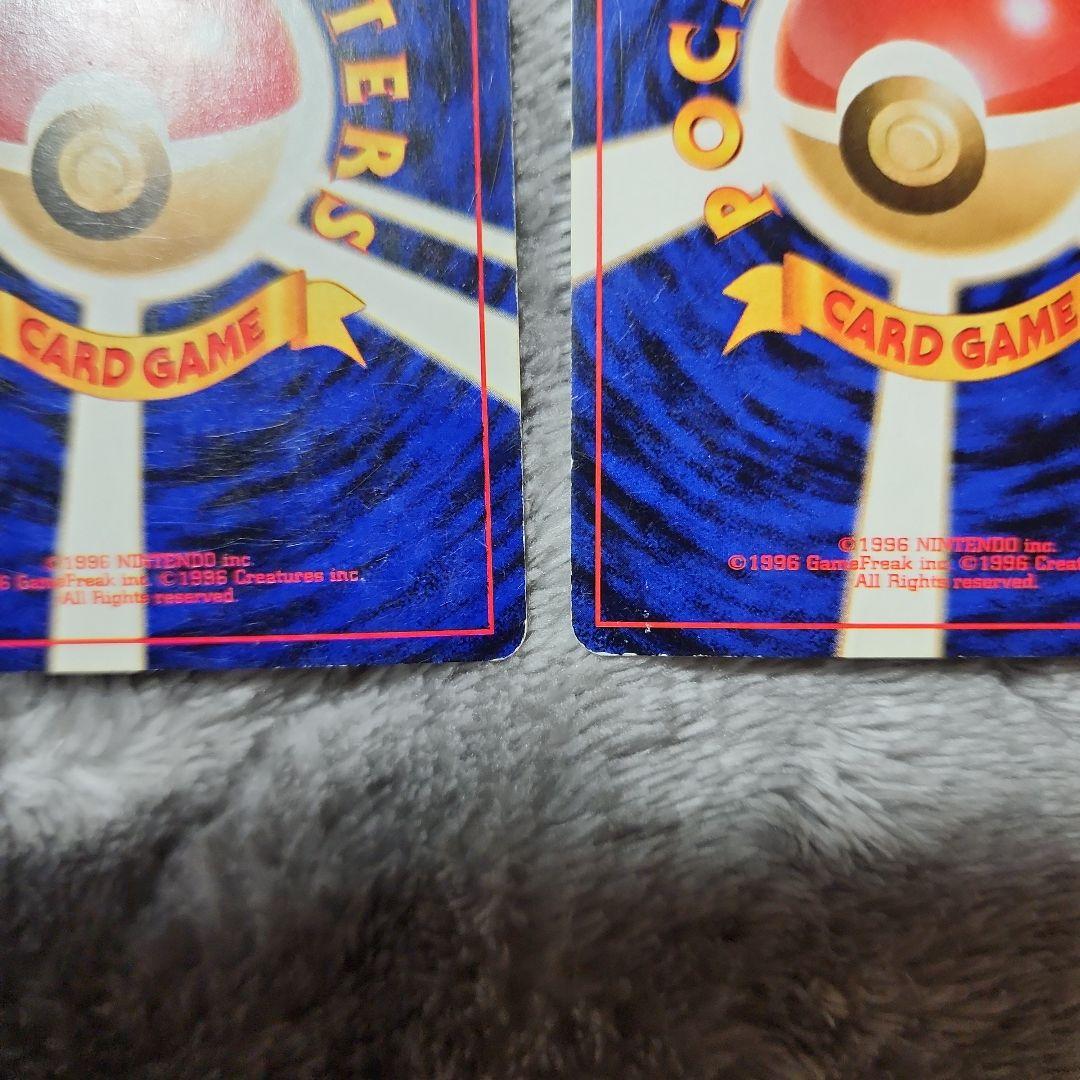 TERS
CARD GAME
©1996 NINTENDO inc.
6 GameFreak inc. ©1996 Creatures inc.
All Rights reserved.
POC
CARD GAME
©1996 NINTENDO inc.
©1996 GameFreak inc. ©1996 Creat
All Rights reserved.